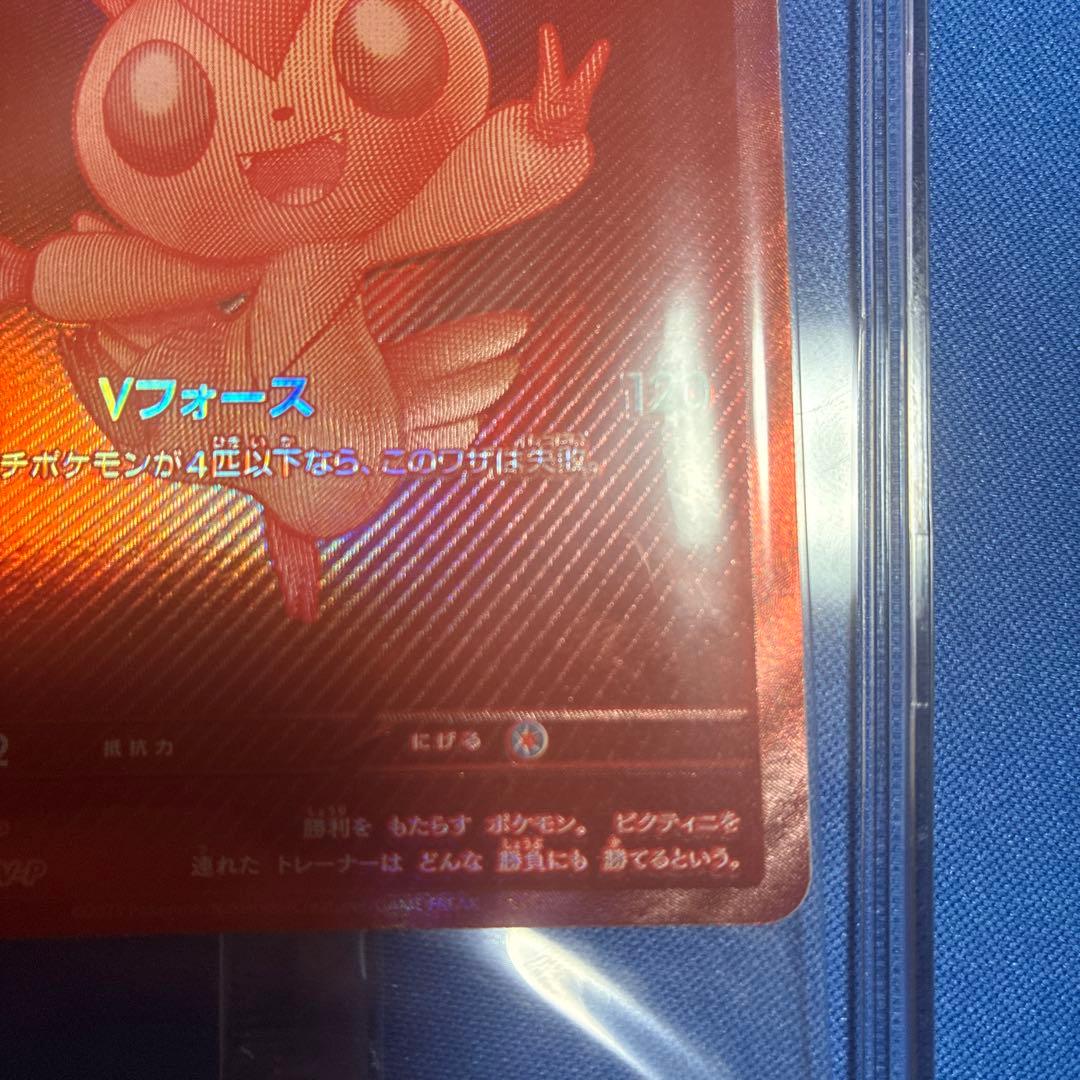 Vフォース 120
チポケモンが4匹以下なら、このワザは失敗。
抵抗力 にげる
勝利を もたらす ポケモン。 ビクティニを
連れた トレーナーは どんな 勝負にも 勝てるという。
GAME FREAK